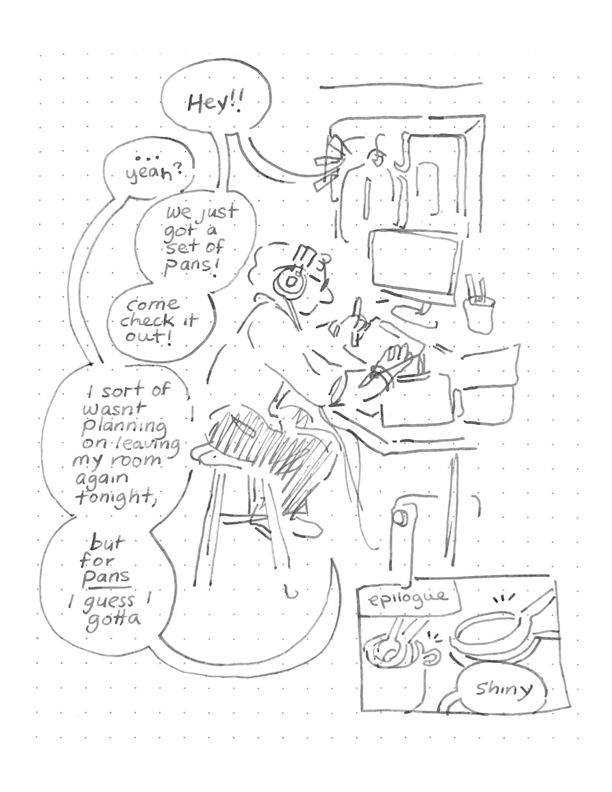 Hey!!
...
yeah?
we just
got a
set of
pans!
come
check it
out!
I sort of
wasnt
planning
on leaving
my room
again
tonight,
but
for
pans
I guess I
gotta
epilogue
shiny